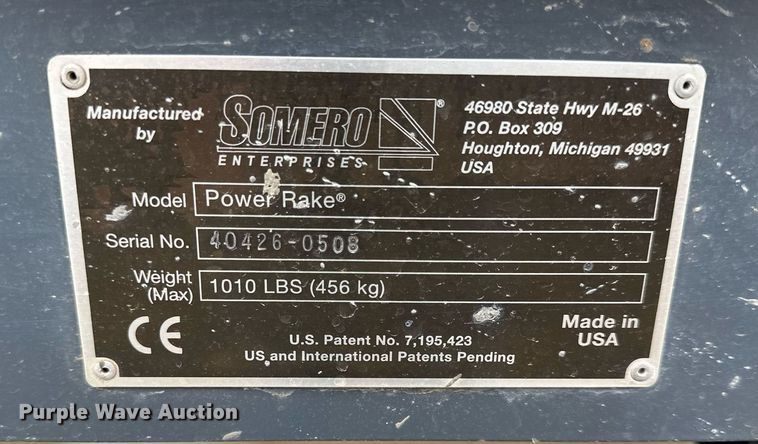 Manufactured by
SOMERO®
ENTERPRISES
46980 State Hwy M-26
P.O. Box 309
Houghton, Michigan 49931
USA
Model Power Rake®
Serial No. 40426-0508
Weight (Max) 1010 LBS (456 kg)
CE
U.S. Patent No. 7,195,423
US and International Patents Pending
Made in
USA
Purple Wave Auction